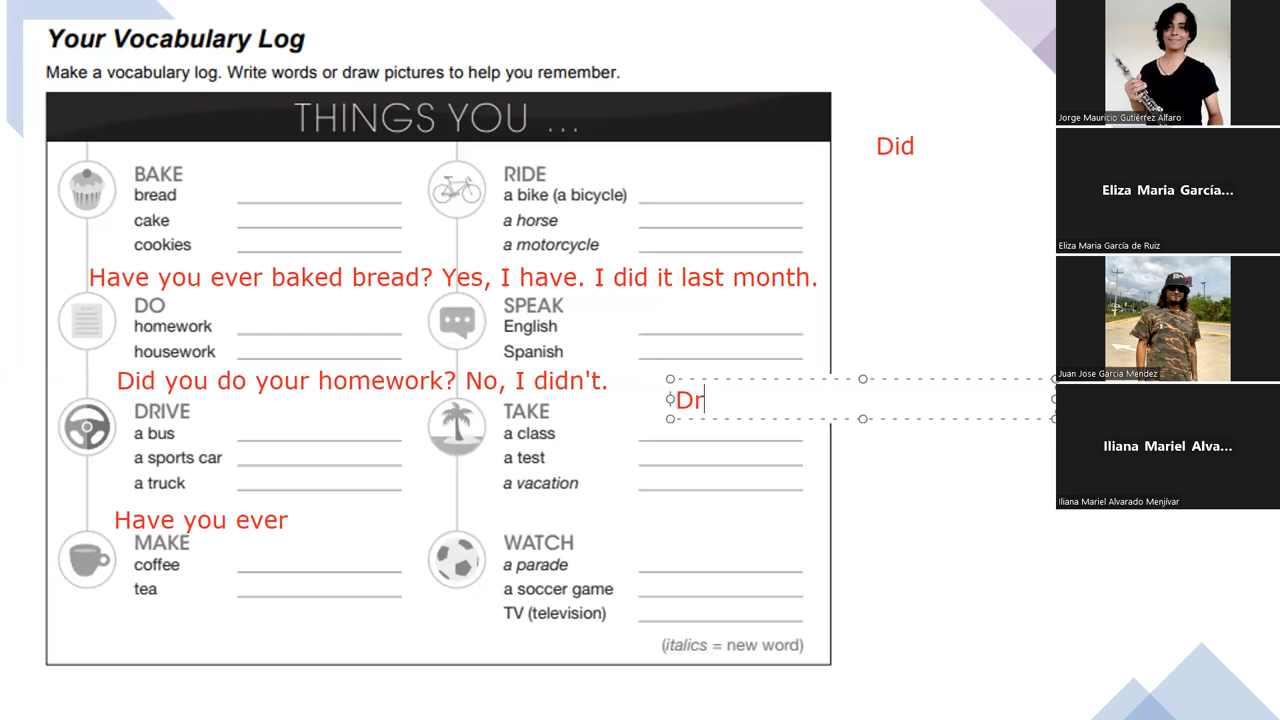 Your Vocabulary Log
Make a vocabulary log. Write words or draw pictures to help you remember.
THINGS YOU ...
Did
BAKE
bread
cake
cookies
RIDE
a bike (a bicycle)
a horse
a motorcycle
Have you ever baked bread? Yes, I have. I did it last month.
DO
homework
housework
SPEAK
English
Spanish
Did you do your homework? No, I didn't.
Dr
DRIVE
a bus
a sports car
a truck
TAKE
a class
a test
a vacation
Have you ever
MAKE
coffee
tea
WATCH
a parade
a soccer game
TV (television)
(italics = new word)
Jorge Mauricio Gutiérrez Alfaro
Eliza Maria García...
Eliza Maria García de Ruiz
Juan Jose Garcia Mendez
Iliana Mariel Alva...
Iliana Mariel Alvarado Menjívar